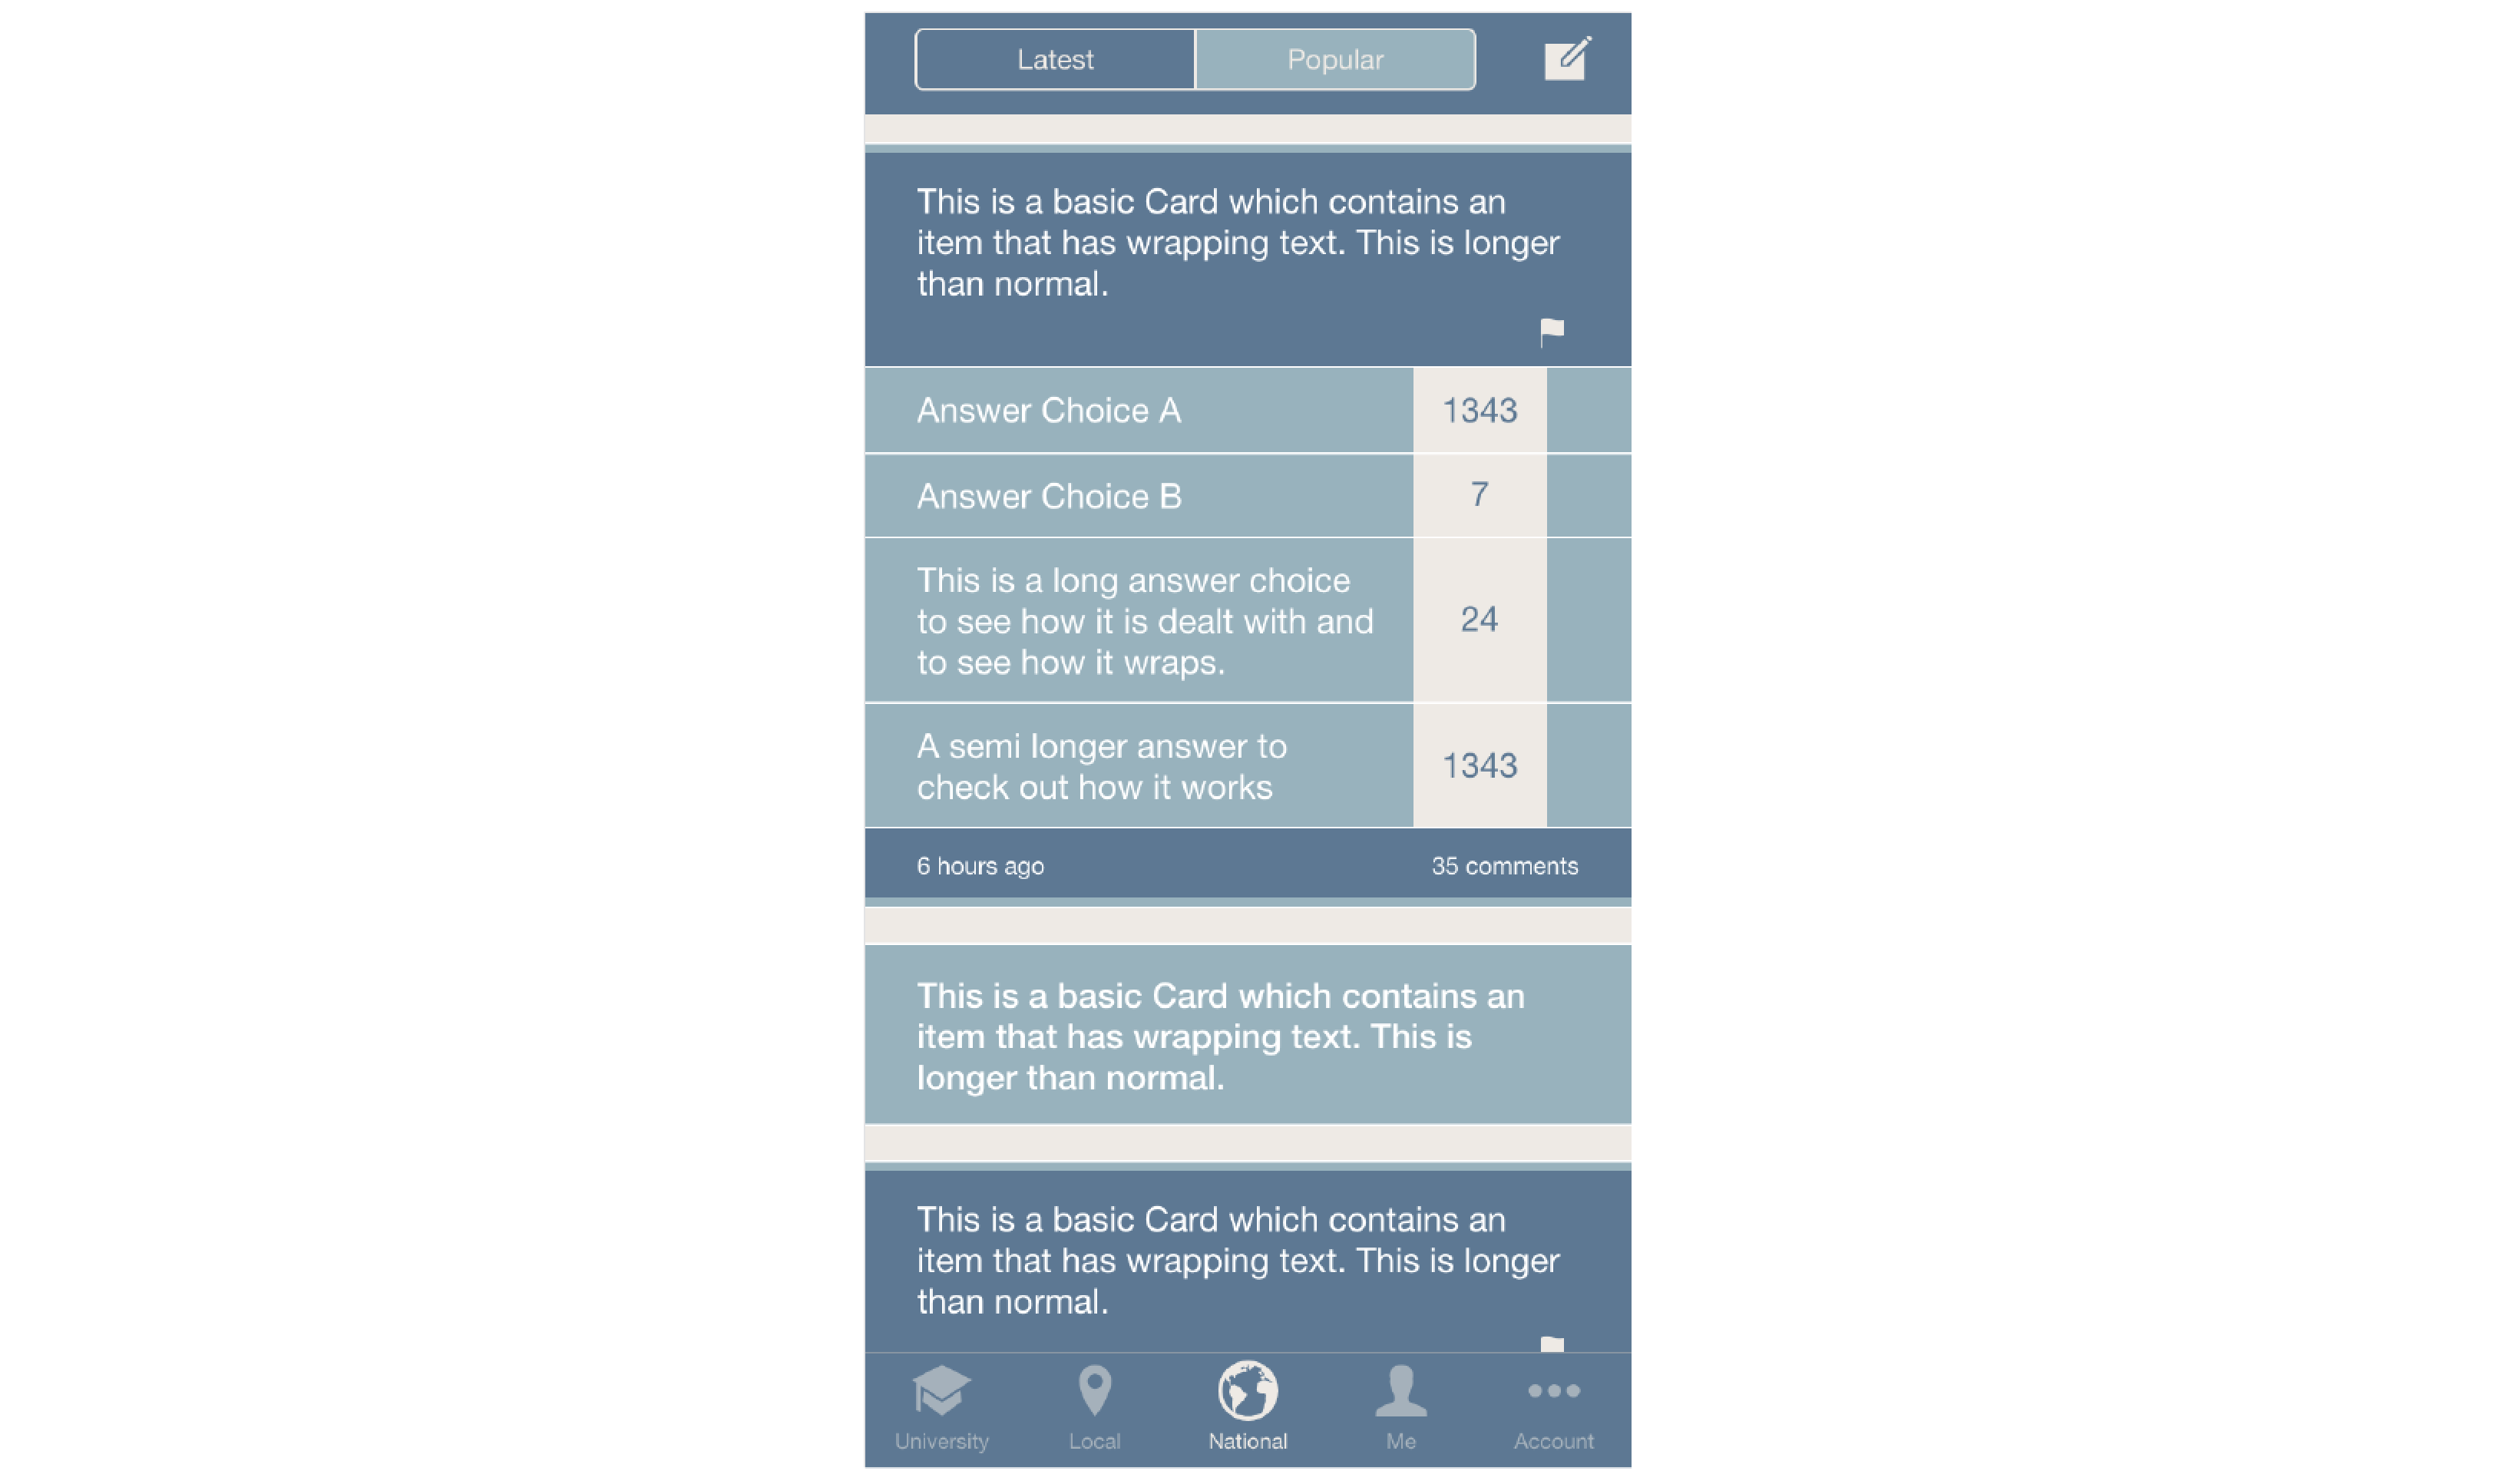 Latest
Popular
This is a basic Card which contains an
item that has wrapping text. This is longer
than normal.
Answer Choice A
1343
Answer Choice B
7
This is a long answer choice
to see how it is dealt with and
to see how it wraps.
24
A semi longer answer to
check out how it works
1343
6 hours ago
35 comments
This is a basic Card which contains an
item that has wrapping text. This is
longer than normal.
This is a basic Card which contains an
item that has wrapping text. This is longer
than normal.
University
Local
National
Me
Account